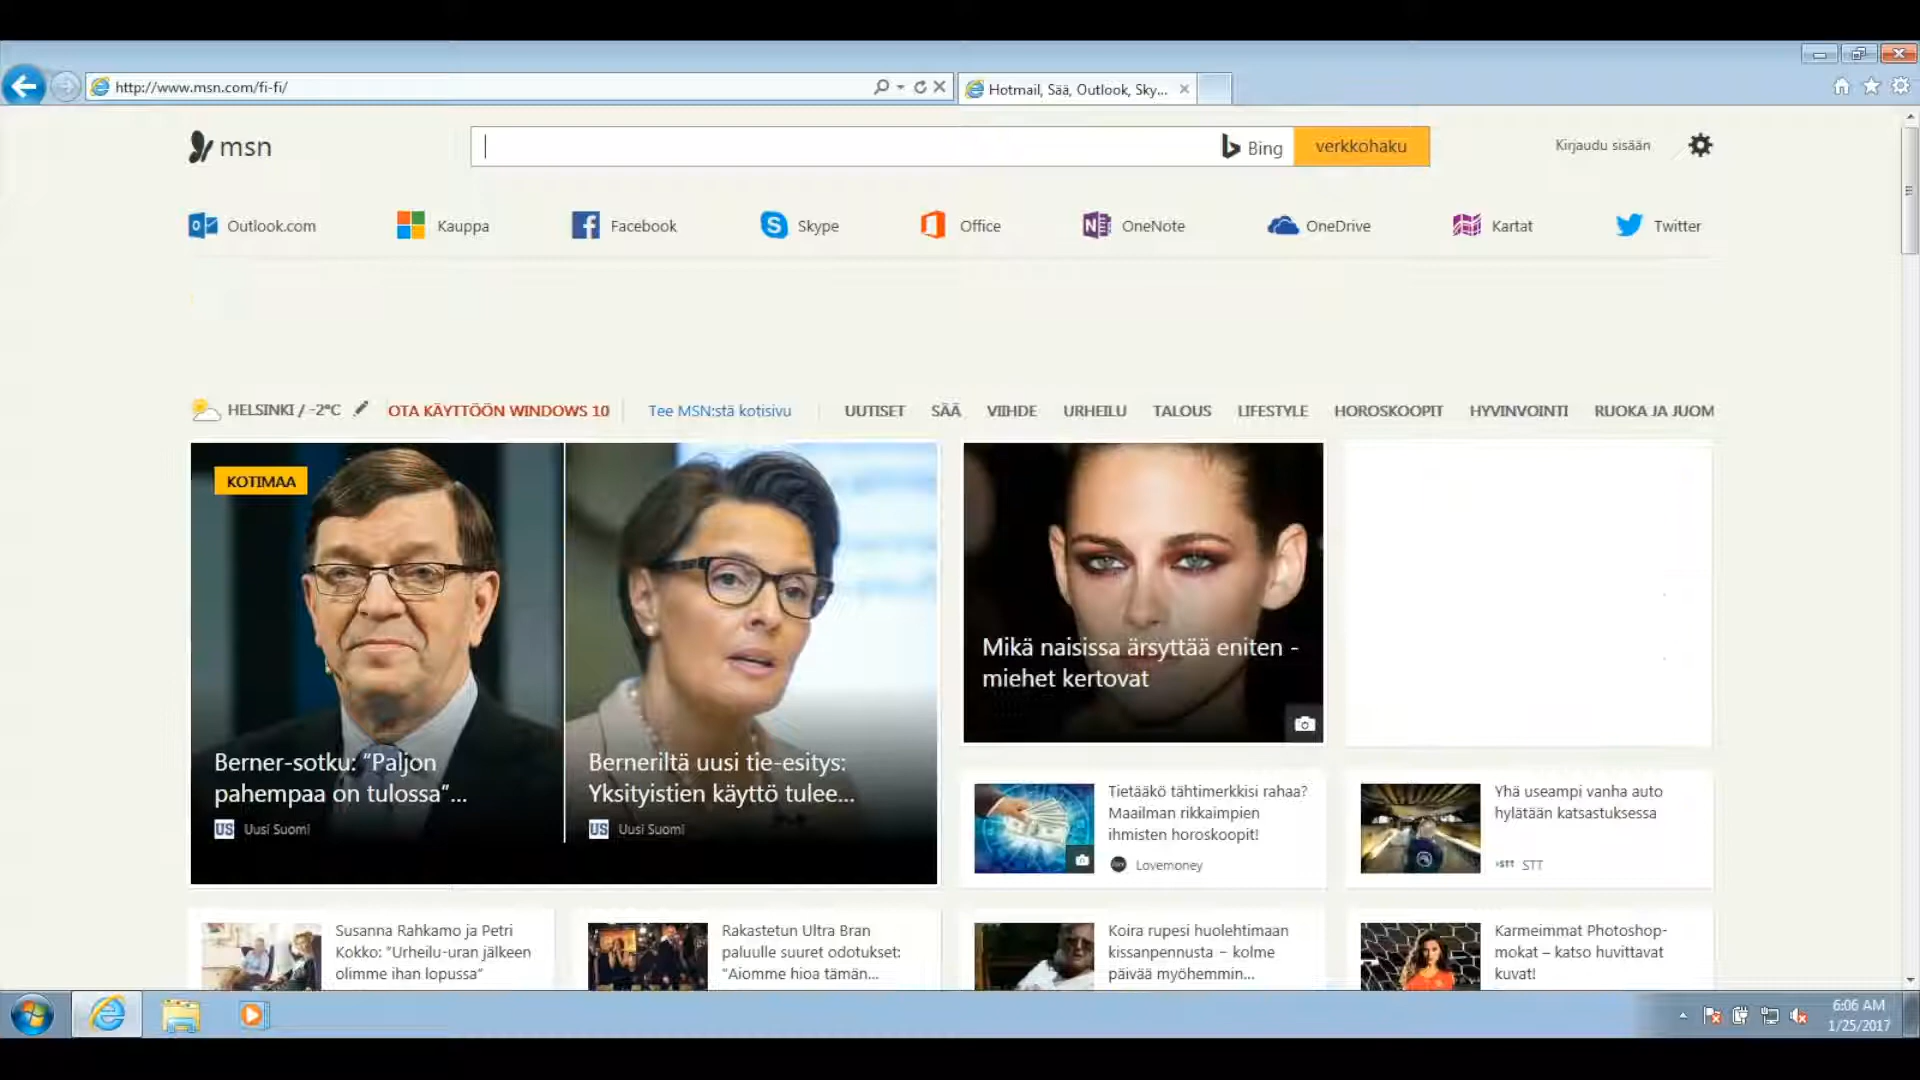 http://www.msn.com/fi-fi/
Hotmail, Sää, Outlook, Sky...
msn
Bing
verkkohaku
Kirjaudu sisään
Outlook.com
Kauppa
Facebook
Skype
Office
OneNote
OneDrive
Kartat
Twitter
HELSINKI / -2°C
OTA KÄYTTÖÖN WINDOWS 10
Tee MSN:stä kotisivu
UUTISET
SÄÄ
VIIHDE
URHEILU
TALOUS
LIFESTYLE
HOROSKOOPIT
HYVINVOINTI
RUOKA JA JUOM
KOTIMAA
Berner-sotku: "Paljon
pahempaa on tulossa"...
US Uusi Suomi
Berneriltä uusi tie-esitys:
Yksityistien käyttö tulee...
US Uusi Suomi
Mikä naisissa ärsyttää eniten -
miehet kertovat
Tietääkö tähtimerkkisi rahaa?
Maailman rikkaimpien
ihmisten horoskoopit!
Lovemoney
Yhä useampi vanha auto
hylätään katsastuksessa
STT STT
Susanna Rahkamo ja Petri
Kokko: "Urheilu-uran jälkeen
olimme ihan lopussa"
Rakastetun Ultra Bran
paluulle suuret odotukset:
"Aiomme hioa tämän...
Koira rupesi huolehtimaan
kissanpennusta – kolme
päivää myöhemmin...
Karmeimmat Photoshop-
mokat – katso huvittavat
kuvat!
6:06 AM
1/25/2017